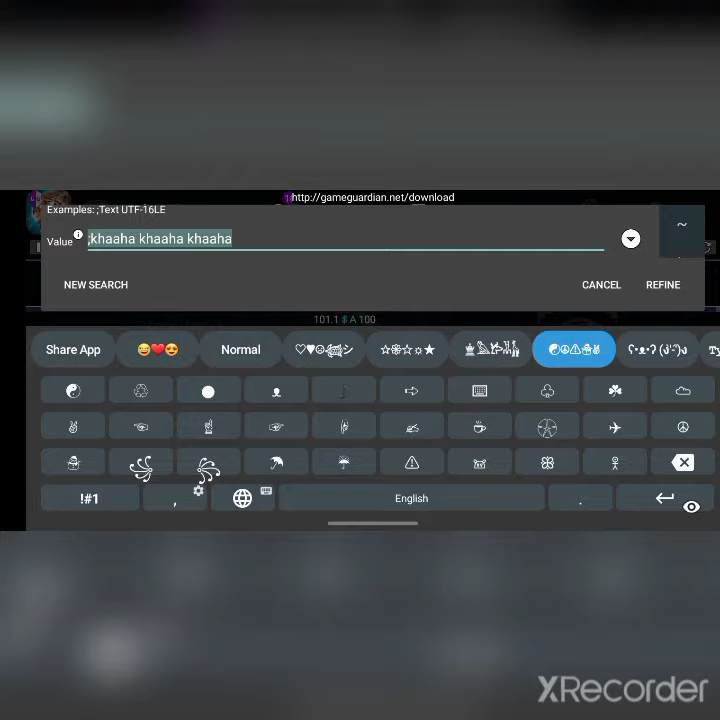 http://gameguardian.net/download
Examples: ;Text UTF-16LE
Value ;khaaha khaaha khaaha
~
NEW SEARCH CANCEL REFINE
101.1 $ A 100
Share App 😅❤️😍 Normal
!#1 , English .
XRecorder